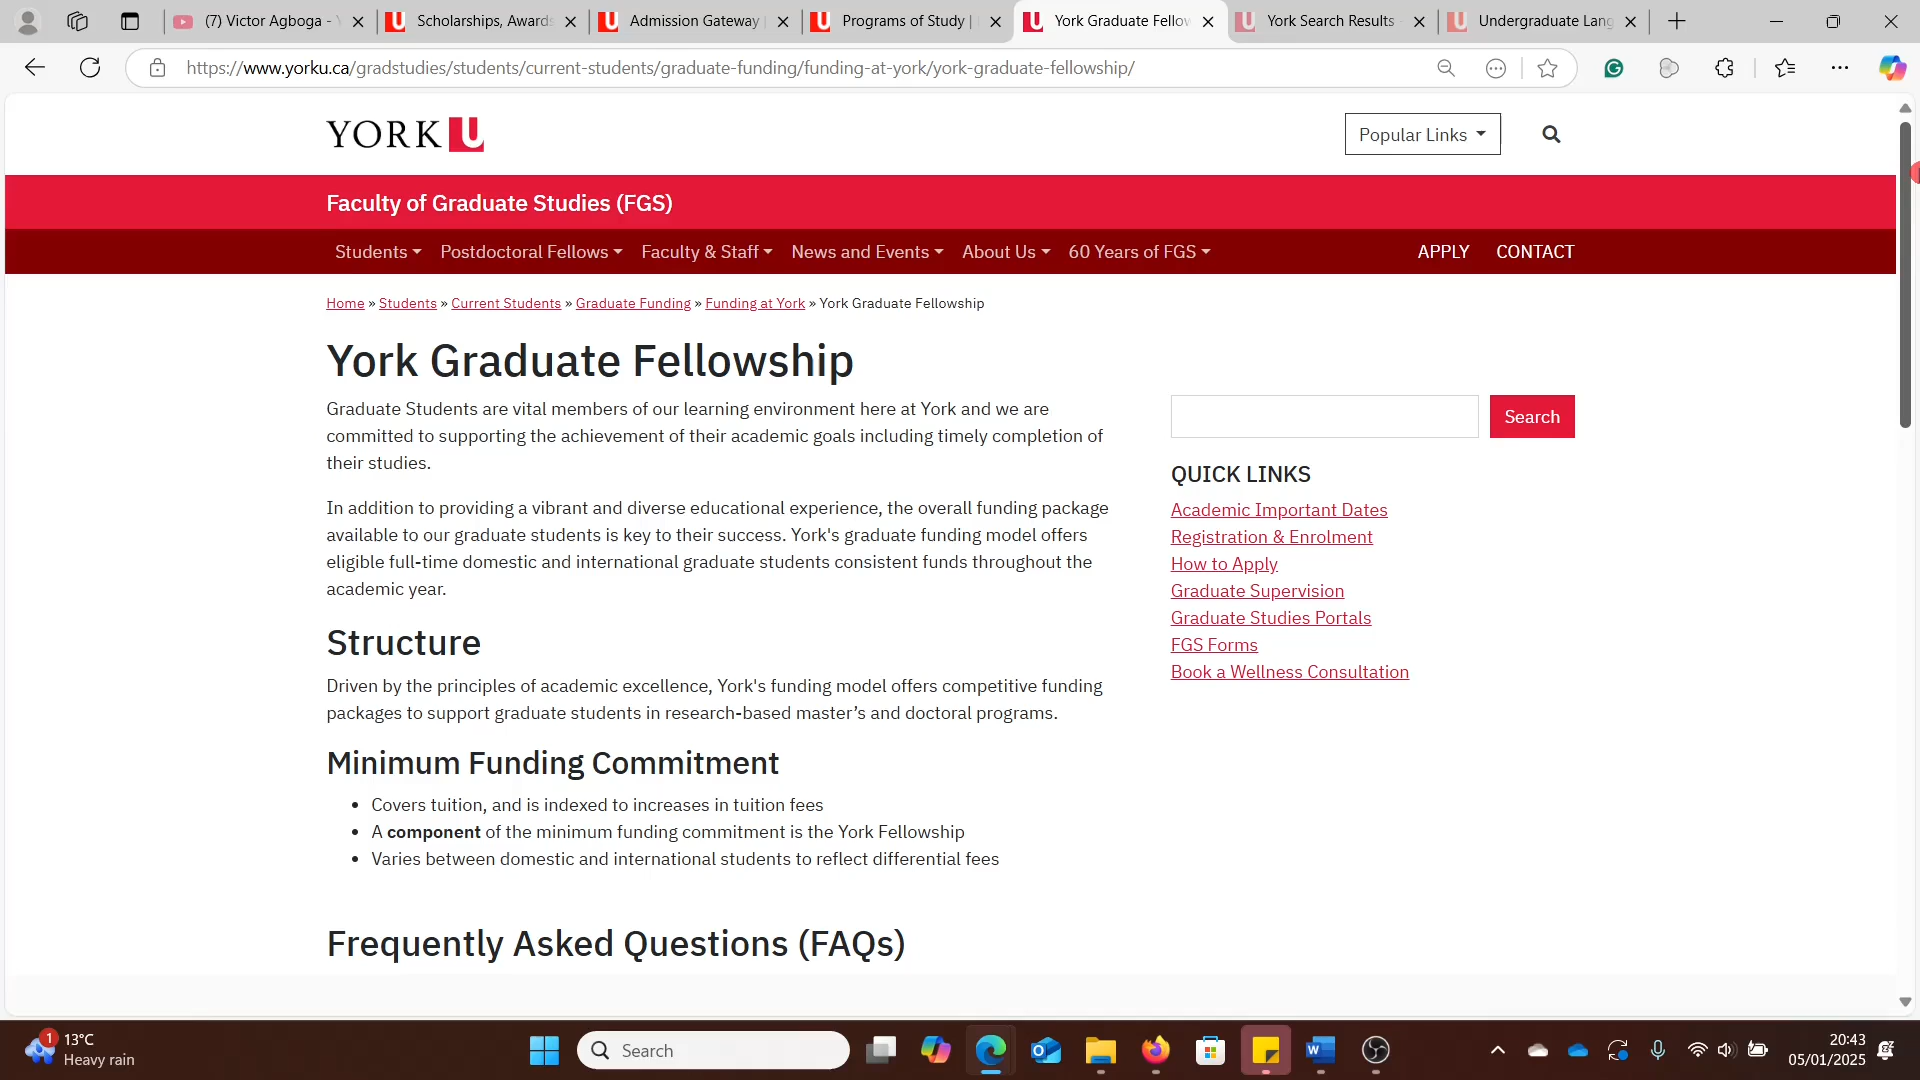 (7) Victor Agboga -
Scholarships, Awards
Admission Gateway
Programs of Study |
York Graduate Fellow
York Search Results
Undergraduate Lang
https://www.yorku.ca/gradstudies/students/current-students/graduate-funding/funding-at-york/york-graduate-fellowship/
YORK U
Popular Links
Faculty of Graduate Studies (FGS)
Students Postdoctoral Fellows Faculty & Staff News and Events About Us 60 Years of FGS APPLY CONTACT
Home » Students » Current Students » Graduate Funding » Funding at York » York Graduate Fellowship
York Graduate Fellowship
Graduate Students are vital members of our learning environment here at York and we are
committed to supporting the achievement of their academic goals including timely completion of
their studies.
In addition to providing a vibrant and diverse educational experience, the overall funding package
available to our graduate students is key to their success. York's graduate funding model offers
eligible full-time domestic and international graduate students consistent funds throughout the
academic year.
Structure
Driven by the principles of academic excellence, York's funding model offers competitive funding
packages to support graduate students in research-based master’s and doctoral programs.
Minimum Funding Commitment
• Covers tuition, and is indexed to increases in tuition fees
• A component of the minimum funding commitment is the York Fellowship
• Varies between domestic and international students to reflect differential fees
Frequently Asked Questions (FAQs)
Search
QUICK LINKS
Academic Important Dates
Registration & Enrolment
How to Apply
Graduate Supervision
Graduate Studies Portals
FGS Forms
Book a Wellness Consultation
1
13°C
Heavy rain
Search
20:43
05/01/2025